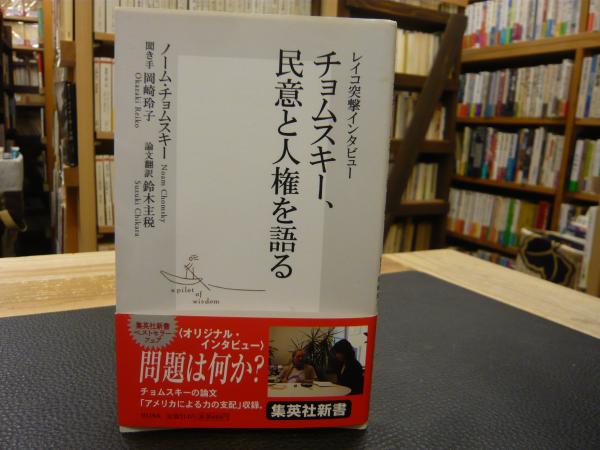 レイコ突撃インタビュー
チョムスキー、
民意と人権を語る
ノーム・チョムスキー Noam Chomsky
聞き手 岡崎玲子 Okazaki Reiko
論文翻訳 鈴木主税 Suzuki Chikara
a pilot of wisdom
集英社新書
ベストセラー
フェア
〈オリジナル・
インタビュー〉
問題は何か?
チョムスキーの論文
「アメリカによる力の支配」収録。
集英社新書